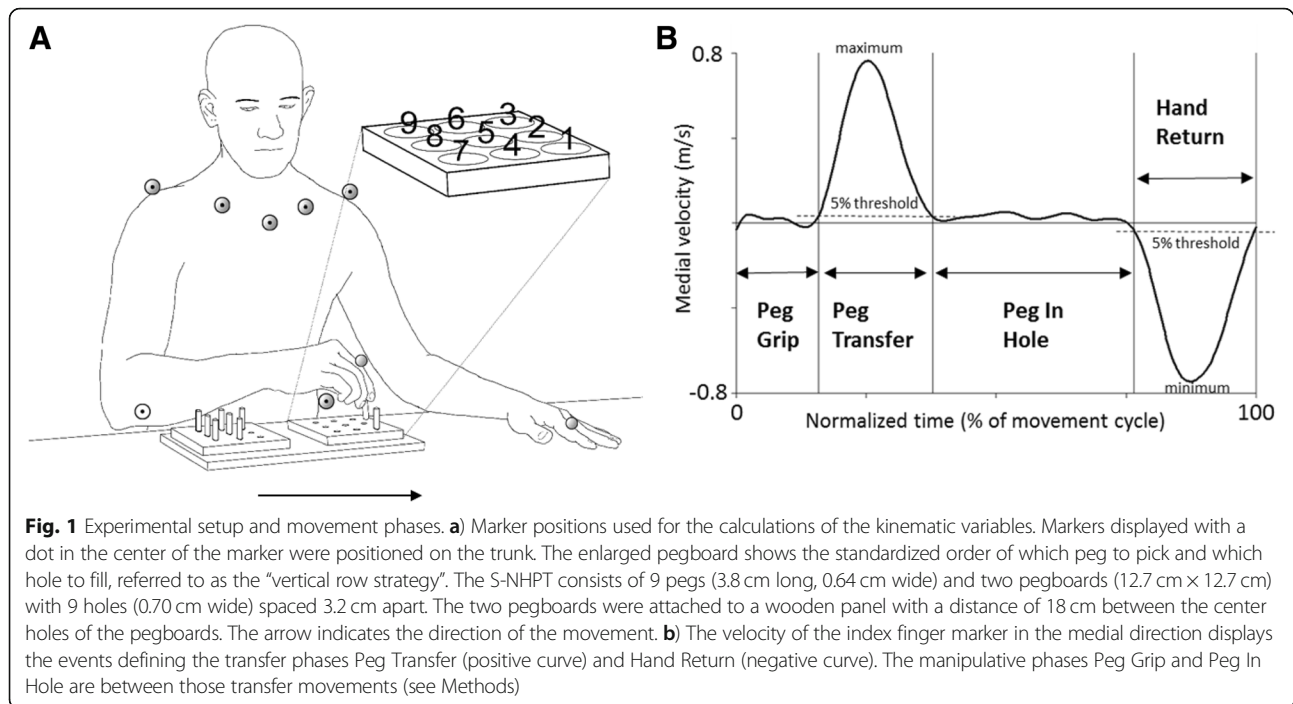 A
9 6 3
8 5 2
7 4 1
B
0.8
maximum
Hand
Return
Medial velocity (m/s)
5% threshold
5% threshold
Peg
Grip
Peg
Transfer
Peg In
Hole
minimum
-0.8
0
100
Normalized time (% of movement cycle)
Fig. 1 Experimental setup and movement phases. a) Marker positions used for the calculations of the kinematic variables. Markers displayed with a
dot in the center of the marker were positioned on the trunk. The enlarged pegboard shows the standardized order of which peg to pick and which
hole to fill, referred to as the “vertical row strategy”. The S-NHPT consists of 9 pegs (3.8 cm long, 0.64 cm wide) and two pegboards (12.7 cm × 12.7 cm)
with 9 holes (0.70 cm wide) spaced 3.2 cm apart. The two pegboards were attached to a wooden panel with a distance of 18 cm between the center
holes of the pegboards. The arrow indicates the direction of the movement. b) The velocity of the index finger marker in the medial direction displays
the events defining the transfer phases Peg Transfer (positive curve) and Hand Return (negative curve). The manipulative phases Peg Grip and Peg In
Hole are between those transfer movements (see Methods)